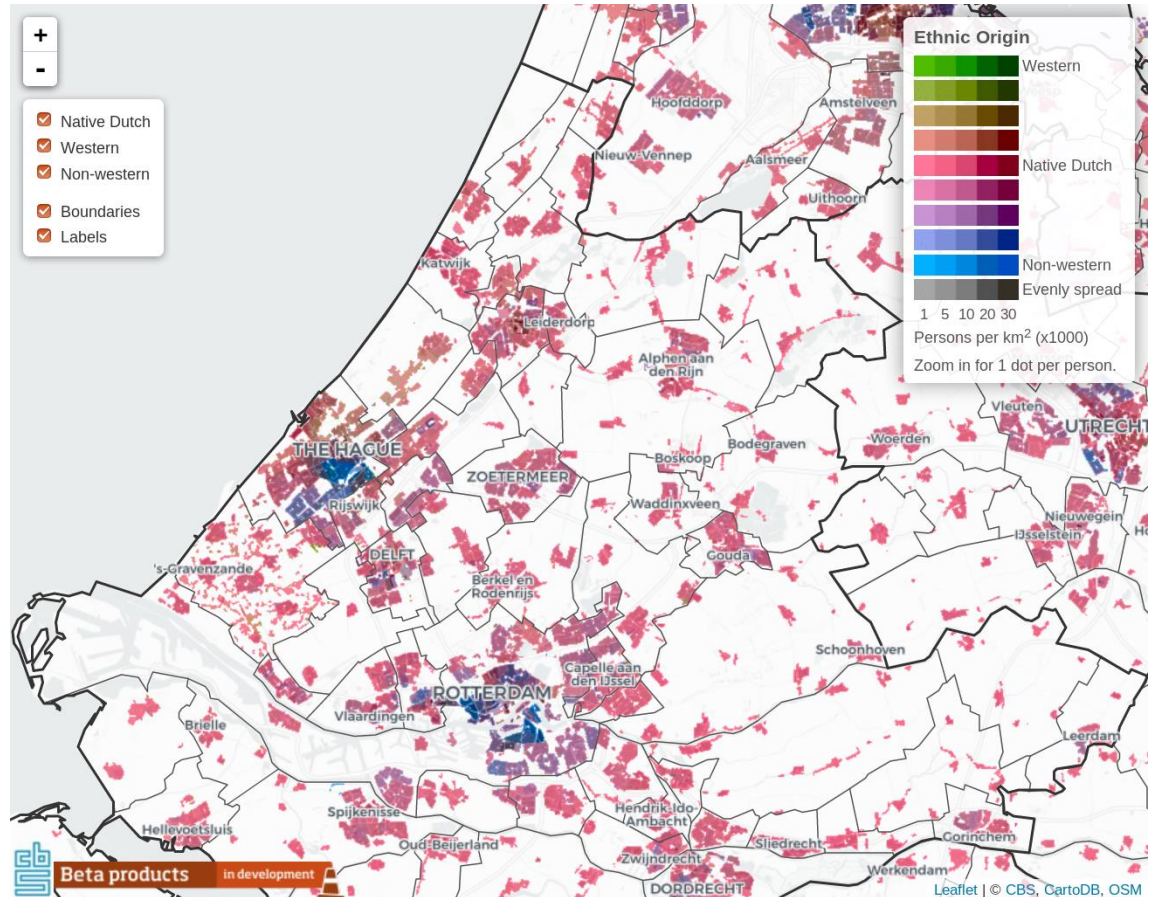 +
-
Native Dutch
Western
Non-western
Boundaries
Labels
Ethnic Origin
Western
Native Dutch
Non-western
Evenly spread
1 5 10 20 30
Persons per km² (x1000)
Zoom in for 1 dot per person.
Hoofddorp
Amstelveen
Nieuw-Vennep
Aalsmeer
Uithoorn
Katwijk
Leiderdorp
Alphen aan
den Rijn
Vleuten
UTRECHT
Woerden
Bodegraven
THE HAGUE
Boskoop
ZOETERMEER
Rijswijk
Waddinxveen
Nieuwegein
IJsselstein
DELFT
Gouda
's-Gravenzande
Berkel en
Rodenrijs
Schoonhoven
Capelle aan
den IJssel
ROTTERDAM
Vlaardingen
Brielle
Leerdam
Spijkenisse
Hendrik-Ido-
Ambacht
Hellevoetsluis
Oud-Beijerland
Sliedrecht
Gorinchem
Zwijndrecht
Werkendam
DORDRECHT
cbs
Beta products in development
Leaflet | © CBS, CartoDB, OSM